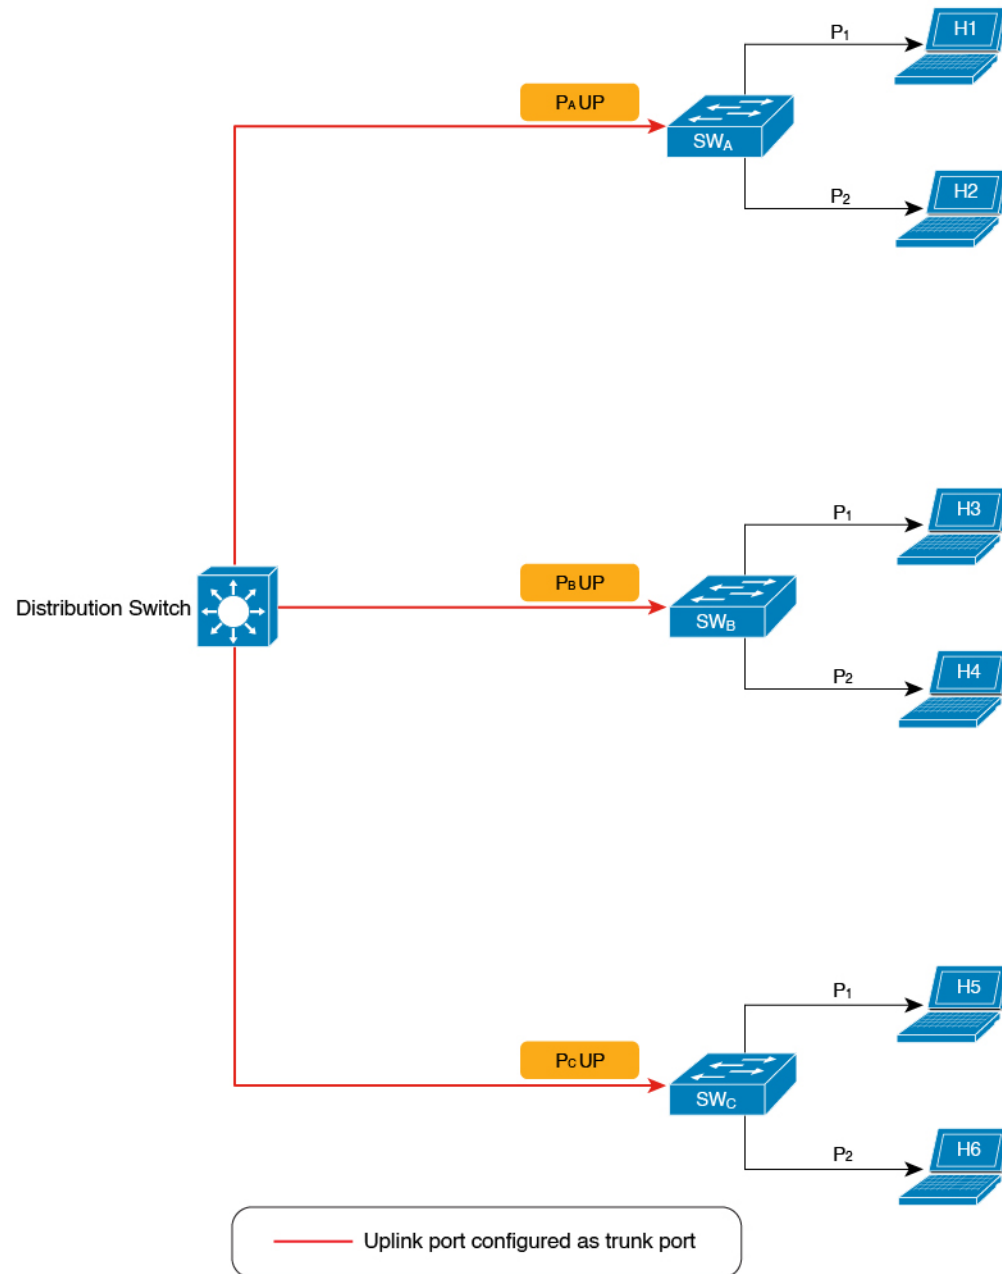 P₁
H1
PA UP
SWA
P₂
H2
P₁
H3
Distribution Switch
PB UP
SWB
P₂
H4
P₁
H5
PC UP
SWC
P₂
H6
Uplink port configured as trunk port